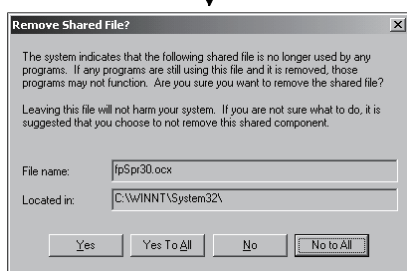 Remove Shared File?
The system indicates that the following shared file is no longer used by any
programs. If any programs are still using this file and it is removed, those
programs may not function. Are you sure you want to remove the shared file?
Leaving this file will not harm your system. If you are not sure what to do, it is
suggested that you choose to not remove this shared component.
File name: fpSpr30.ocx
Located in: C:\WINNT\System32\
Yes Yes To All No No to All